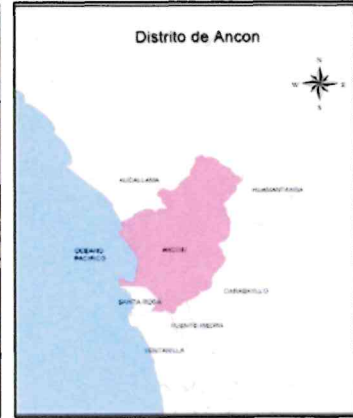 Distrito de Ancon
N
W E
S
AUCALLAMA
HUAMANTANGA
OCEANO
PACIFICO
ANCON
CARABAYLLO
SANTA ROSA
PUENTE PIEDRA
VENTANILLA